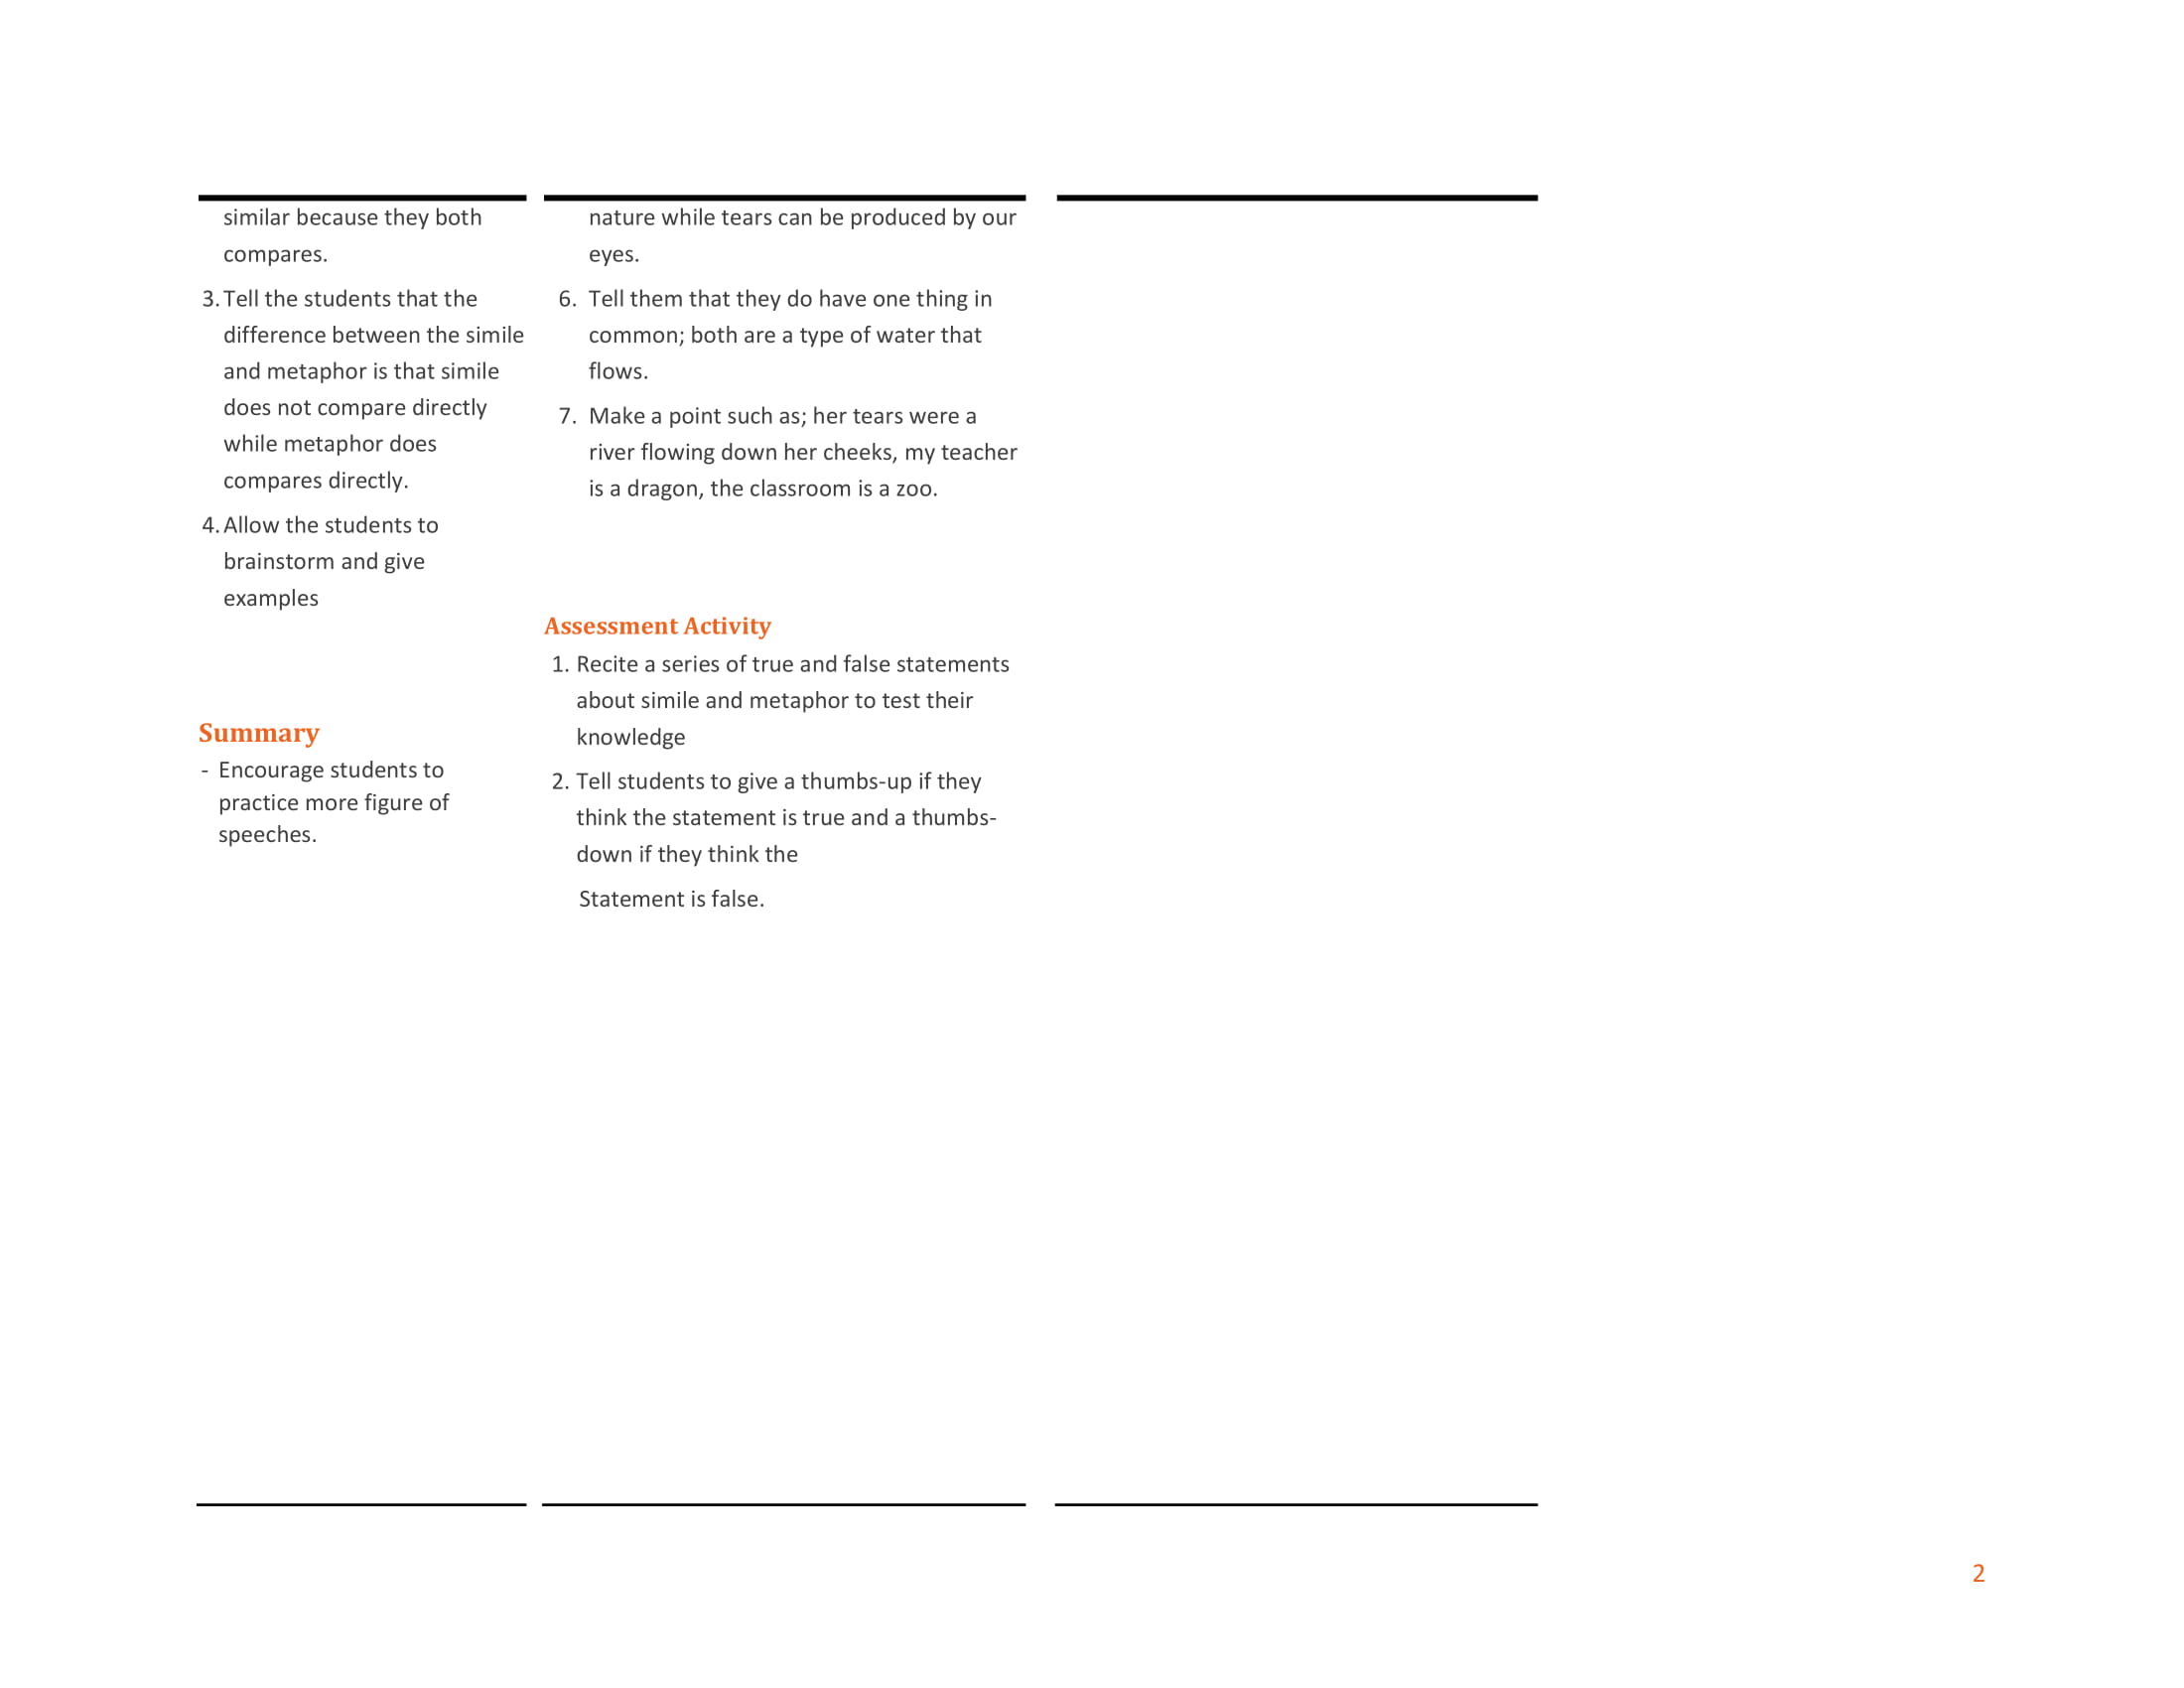 similar because they both
compares.
3. Tell the students that the
difference between the simile
and metaphor is that simile
does not compare directly
while metaphor does
compares directly.
4. Allow the students to
brainstorm and give
examples
Summary
- Encourage students to
practice more figure of
speeches.
nature while tears can be produced by our
eyes.
6. Tell them that they do have one thing in
common; both are a type of water that
flows.
7. Make a point such as; her tears were a
river flowing down her cheeks, my teacher
is a dragon, the classroom is a zoo.
Assessment Activity
1. Recite a series of true and false statements
about simile and metaphor to test their
knowledge
2. Tell students to give a thumbs-up if they
think the statement is true and a thumbs-
down if they think the
Statement is false.
2